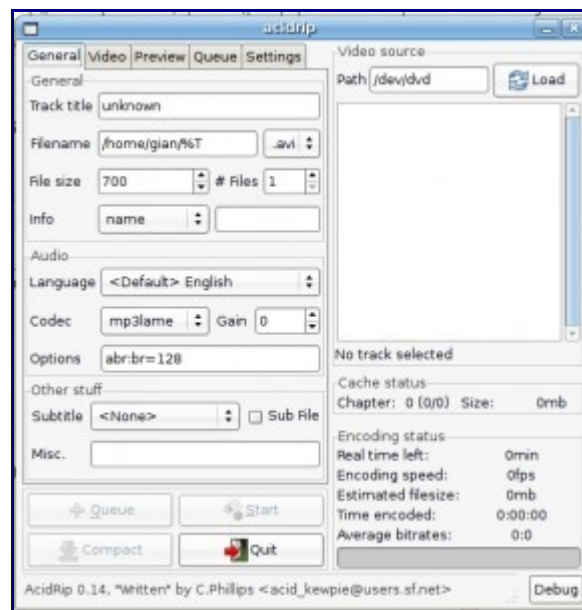 acidrip
General Video Preview Queue Settings
General
Track title unknown
Filename /home/gian/%T .avi
File size 700 # Files 1
Info name
Audio
Language <Default> English
Codec mp3lame Gain 0
Options abr:br=128
Other stuff
Subtitle <None> Sub File
Misc.
Queue Start
Compact Quit
Video source
Path /dev/dvd Load
No track selected
Cache status
Chapter: 0 (0/0) Size: 0mb
Encoding status
Real time left: 0min
Encoding speed: 0fps
Estimated filesize: 0mb
Time encoded: 0:00:00
Average bitrates: 0:0
AcidRip 0.14, "Written" by C.Phillips <acid_kewpie@users.sf.net> Debug